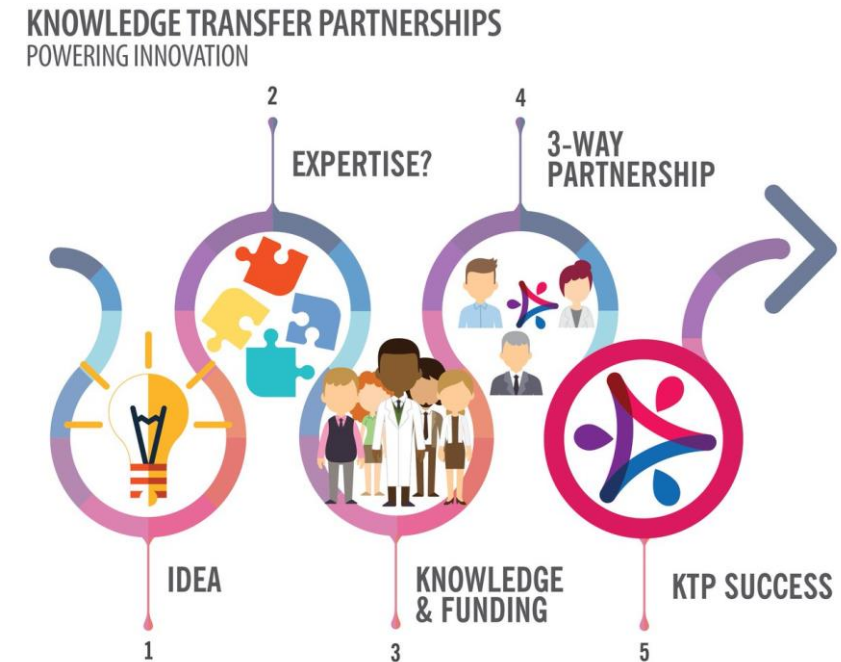 KNOWLEDGE TRANSFER PARTNERSHIPS
POWERING INNOVATION
1
IDEA
2
EXPERTISE?
3
KNOWLEDGE
& FUNDING
4
3-WAY
PARTNERSHIP
5
KTP SUCCESS